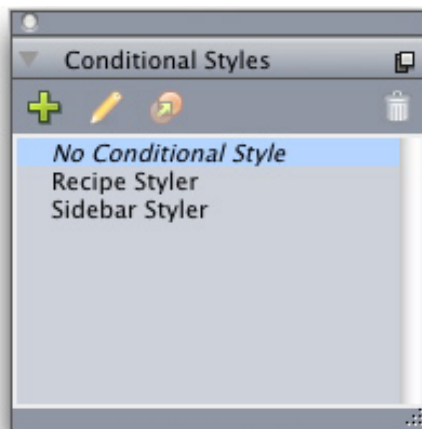 Conditional Styles
No Conditional Style
Recipe Styler
Sidebar Styler